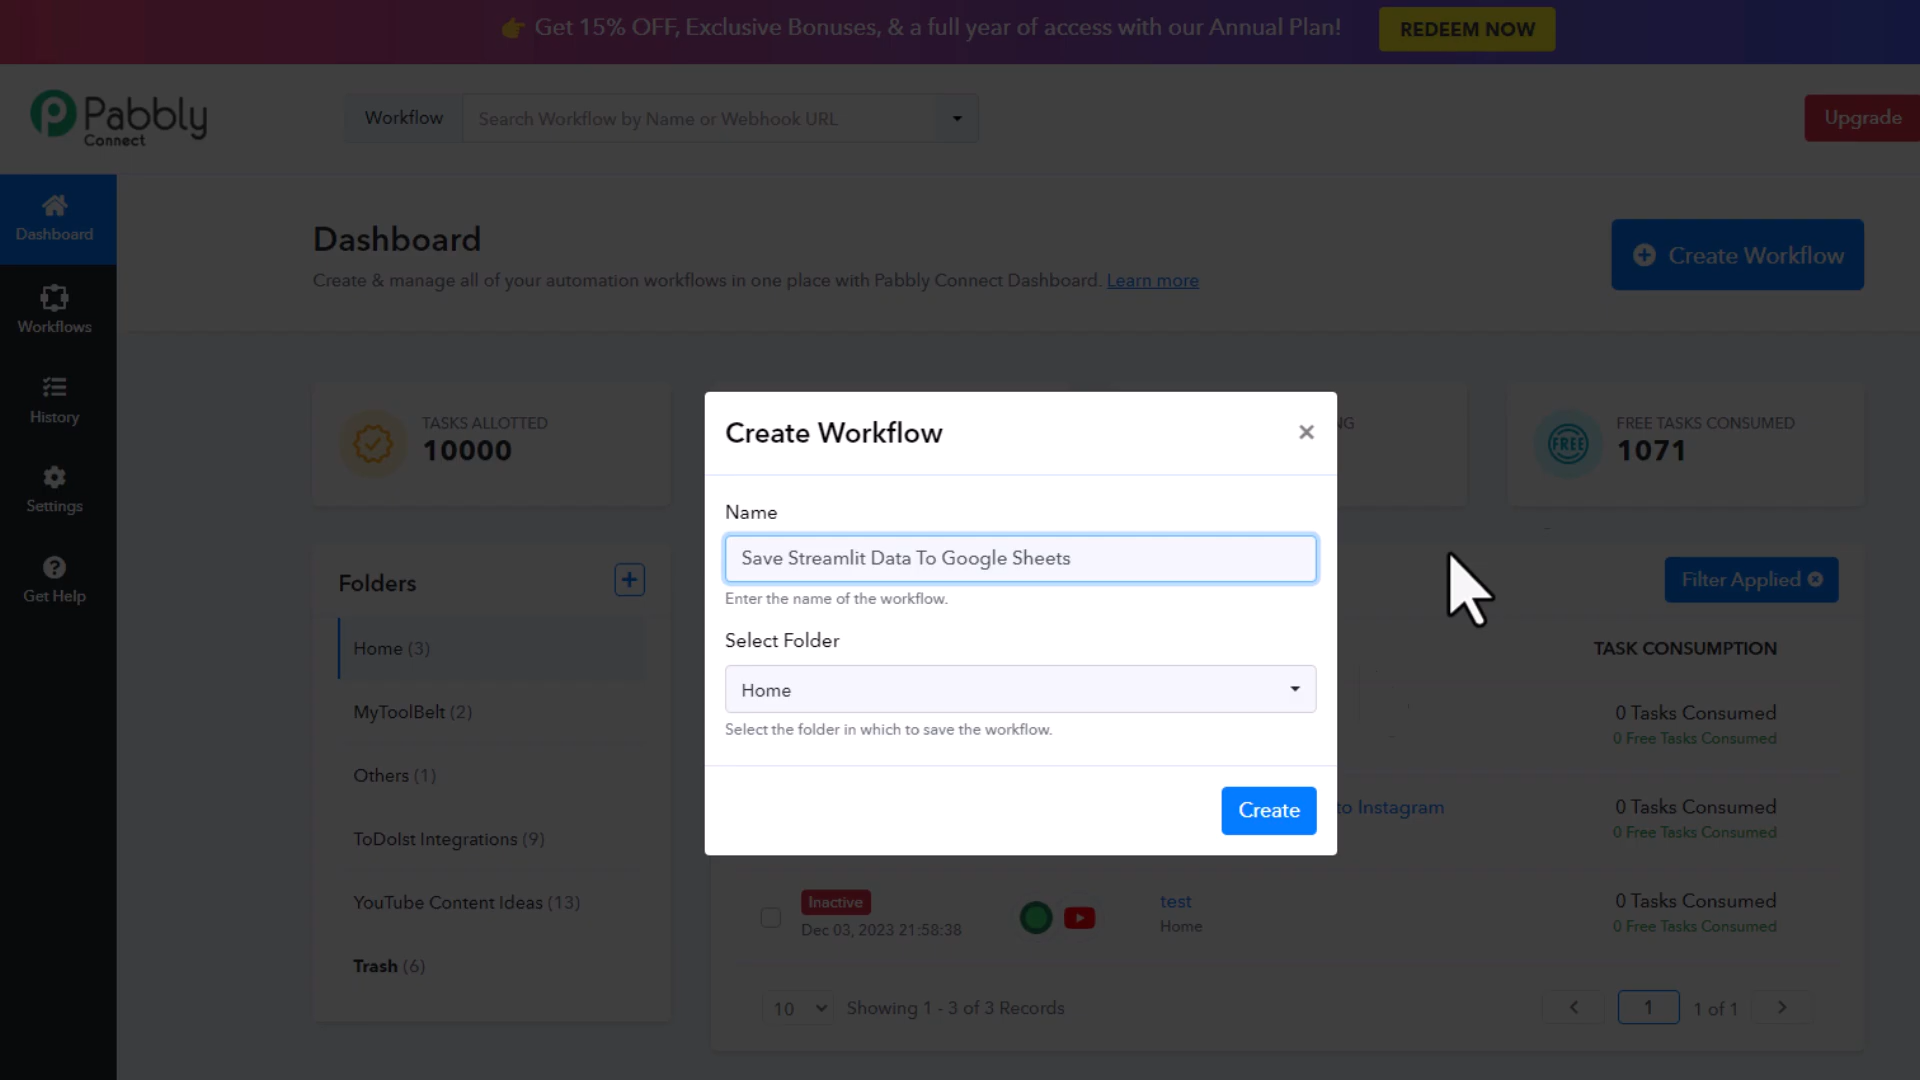 👉 Get 15% OFF, Exclusive Bonuses, & a full year of access with our Annual Plan!
REDEEM NOW
Pabbly
Connect
Workflow
Search Workflow by Name or Webhook URL
Upgrade
Dashboard
Workflows
History
Settings
Get Help
Dashboard
Create & manage all of your automation workflows in one place with Pabbly Connect Dashboard. Learn more
Create Workflow
TASKS ALLOTTED
10000
NG
FREE
FREE TASKS CONSUMED
1071
Folders
Home (3)
MyToolBelt (2)
Others (1)
ToDoIst Integrations (9)
YouTube Content Ideas (13)
Trash (6)
Create Workflow
×
Name
Save Streamlit Data To Google Sheets
Enter the name of the workflow.
Select Folder
Home
Select the folder in which to save the workflow.
Create
Filter Applied
TASK CONSUMPTION
0 Tasks Consumed
0 Free Tasks Consumed
to Instagram
0 Tasks Consumed
0 Free Tasks Consumed
Inactive
Dec 03, 2023 21:58:38
test
Home
0 Tasks Consumed
0 Free Tasks Consumed
10
Showing 1 - 3 of 3 Records
1
1 of 1